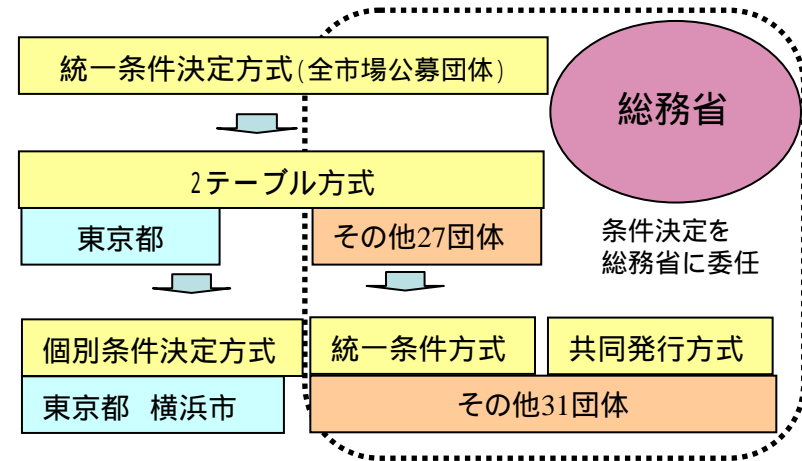 統一条件決定方式(全市場公募団体)
総務省
2テーブル方式
東京都
その他27団体
条件決定を
総務省に委任
個別条件決定方式
統一条件方式
共同発行方式
東京都 横浜市
その他31団体